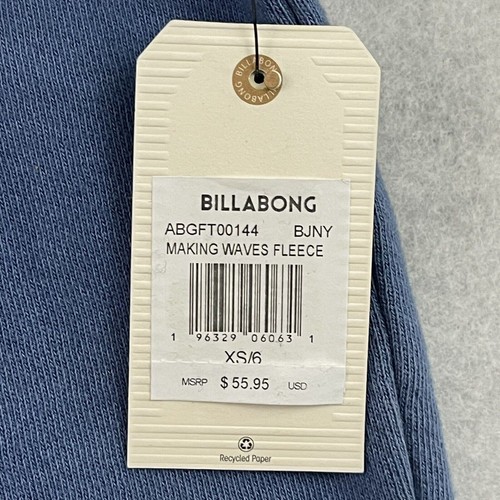 BILLABONG
BILLABONG
BILLABONG
ABGFT00144 BJNY
MAKING WAVES FLEECE
1 96329 06063 1
XS/6
MSRP $55.95 USD
Recycled Paper